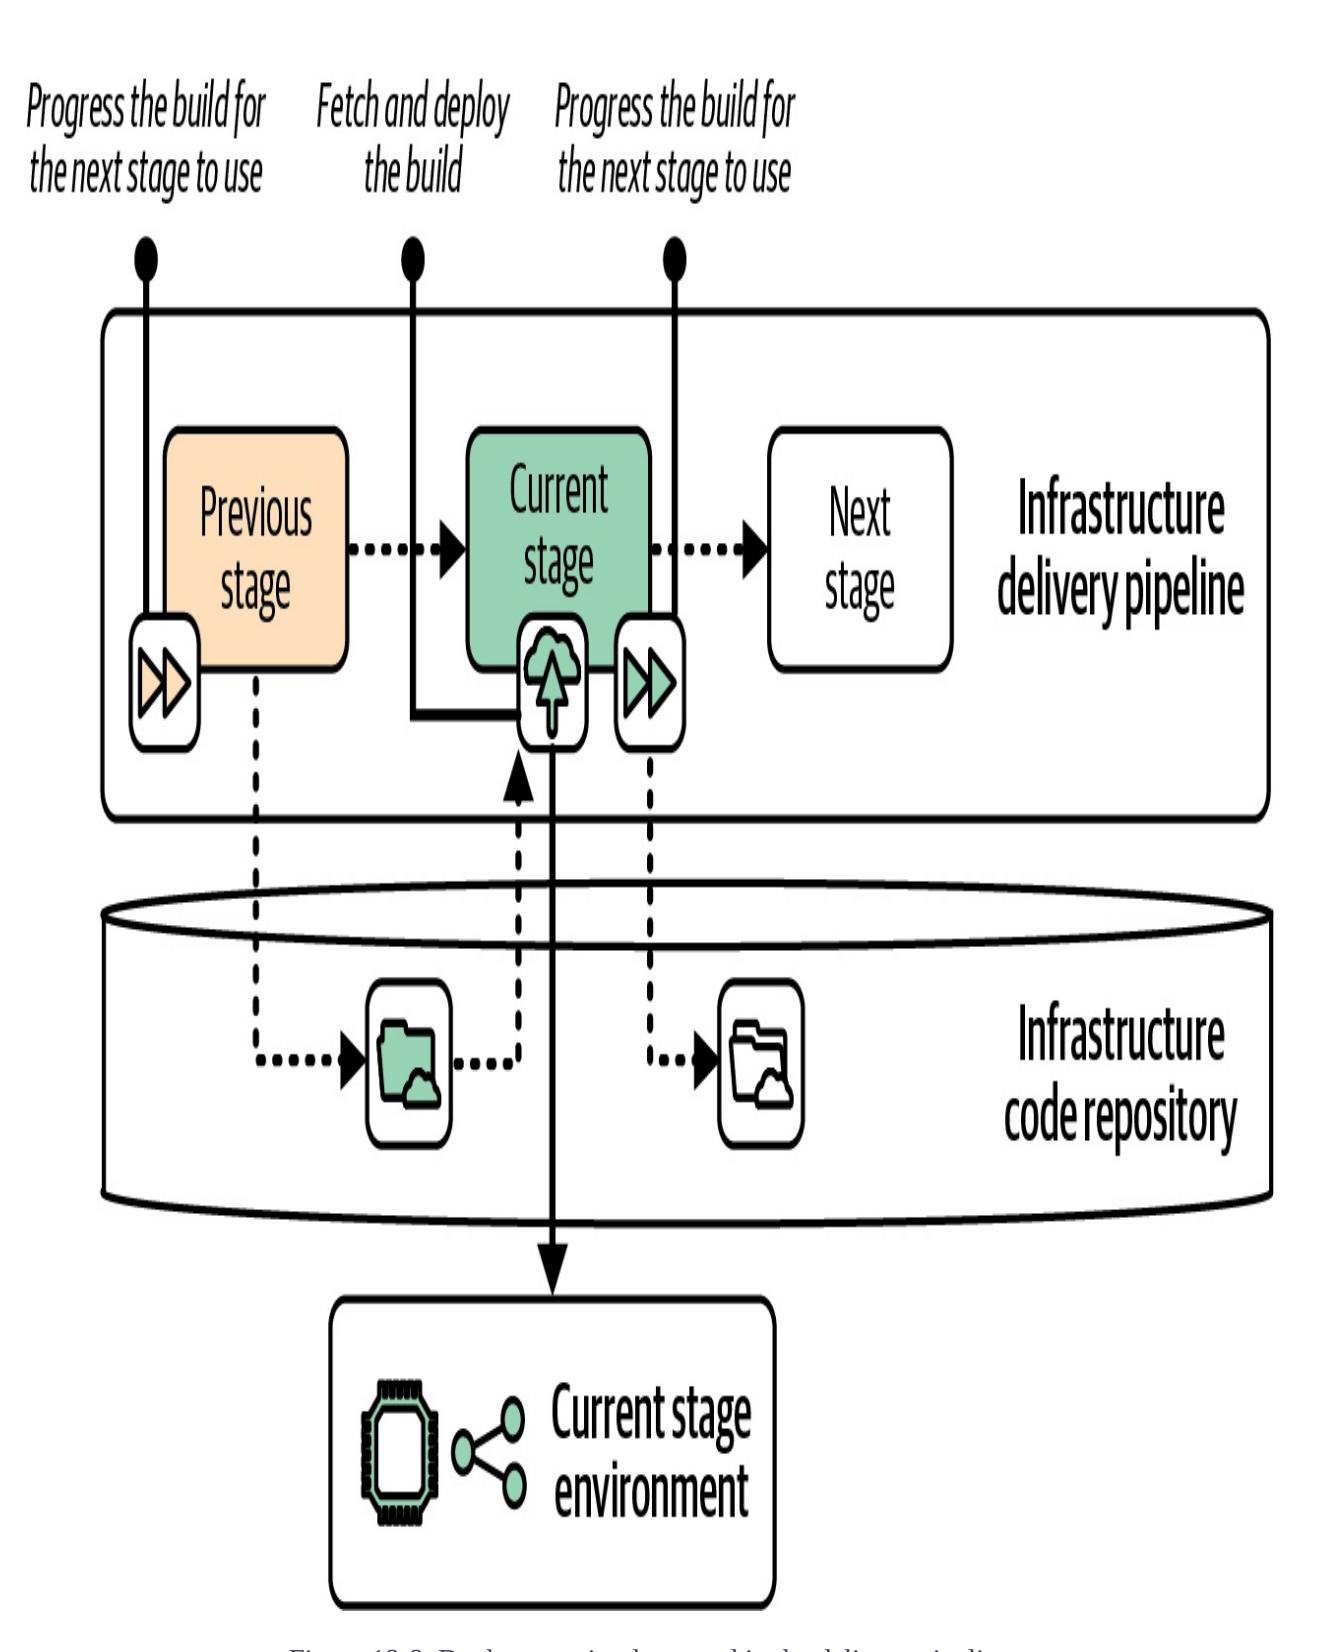 Progress the build for
the next stage to use
Fetch and deploy
the build
Progress the build for
the next stage to use
Previous
stage
Current
stage
Next
stage
Infrastructure
delivery pipeline
Infrastructure
code repository
Current stage
environment